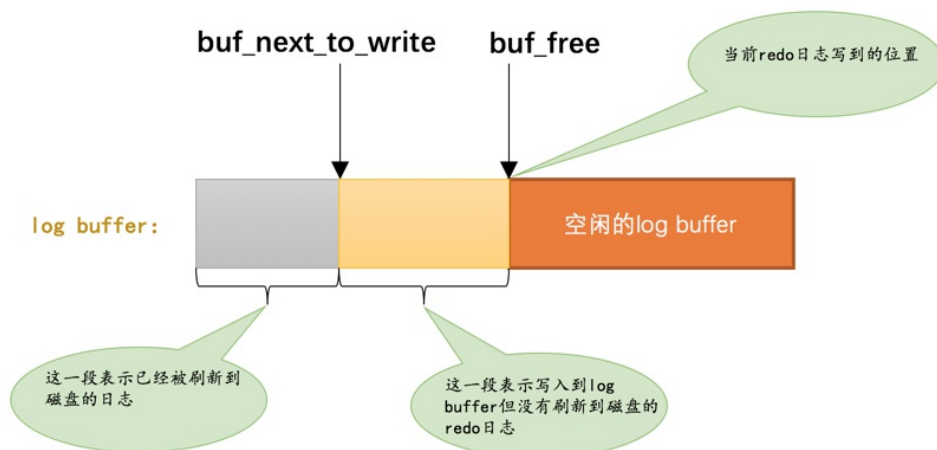 buf_next_to_write
buf_free
当前redo日志写到的位置
log buffer:
空闲的log buffer
这一段表示已经被刷新到
磁盘的日志
这一段表示写入到log
buffer但没有刷新到磁盘的
redo日志